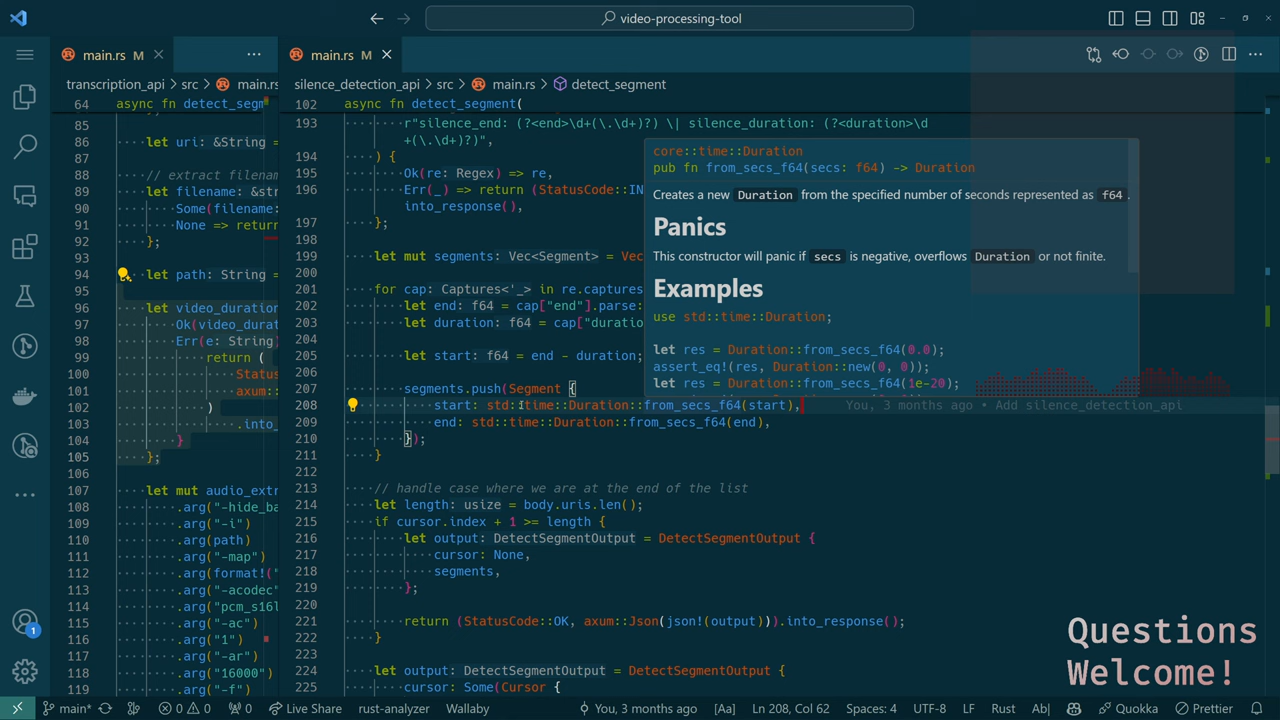 video-processing-tool
main.rs M
main.rs M
transcription_api > src > main.rs
silence_detection_api > src > main.rs > detect_segment
64 async fn detect_segm
85
86 let uri: &String =
87
88 // extract filenam
89 let filename: &str
90 Some(filename:
91 None => return
92 };
93
94 let path: String =
95
96 let video_duration
97 Ok(video_durat
98 Err(e: String)
99 return (
100 Status
101 axum::
102 )
103 .into_
104 }
105 };
106
107 let mut audio_extr
108 .arg("-hide_ba
109 .arg("-i")
110 .arg(path)
111 .arg("-map")
112 .arg(format!("
113 .arg("-acodec"
114 .arg("pcm_s16l
115 .arg("-ac")
116 .arg("1")
117 .arg("-ar")
118 .arg("16000")
119 .arg("-f")
102 async fn detect_segment(
193 r"silence_end: (?<end>\d+(\.\d+)?) \| silence_duration: (?<duration>\d
+(\.\d+)?)",
194 ) {
195 Ok(re: Regex) => re,
196 Err(_) => return (StatusCode::IN
into_response(),
197 };
198
199 let mut segments: Vec<Segment> = Vec
200
201 for cap: Captures<'_> in re.captures
202 let end: f64 = cap["end"].parse:
203 let duration: f64 = cap["duratio
204
205 let start: f64 = end - duration;
206
207 segments.push(Segment {
208 start: std::time::Duration::from_secs_f64(start), You, 3 months ago • Add silence_detection_api
209 end: std::time::Duration::from_secs_f64(end),
210 });
211 }
212
213 // handle case where we are at the end of the list
214 let length: usize = body.uris.len();
215 if cursor.index + 1 >= length {
216 let output: DetectSegmentOutput = DetectSegmentOutput {
217 cursor: None,
218 segments,
219 };
220
221 return (StatusCode::OK, axum::Json(json!(output))).into_response();
222 }
223
224 let output: DetectSegmentOutput = DetectSegmentOutput {
225 cursor: Some(Cursor {
core::time::Duration
pub fn from_secs_f64(secs: f64) -> Duration
Creates a new Duration from the specified number of seconds represented as f64 .
Panics
This constructor will panic if secs is negative, overflows Duration or not finite.
Examples
use std::time::Duration;
let res = Duration::from_secs_f64(0.0);
assert_eq!(res, Duration::new(0, 0));
let res = Duration::from_secs_f64(1e-20);
Questions
Welcome!
1
main* 0 0 0 Live Share rust-analyzer Wallaby You, 3 months ago [Aa] Ln 208, Col 62 Spaces: 4 UTF-8 LF Rust Ab| Quokka Prettier